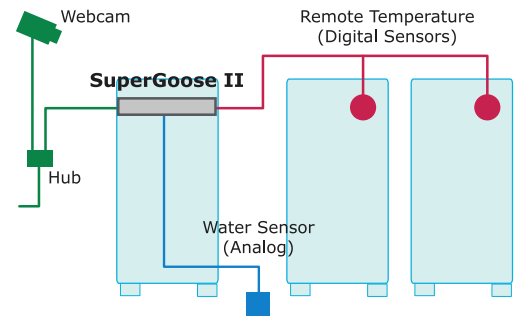 Webcam
Remote Temperature
(Digital Sensors)
SuperGoose II
Hub
Water Sensor
(Analog)